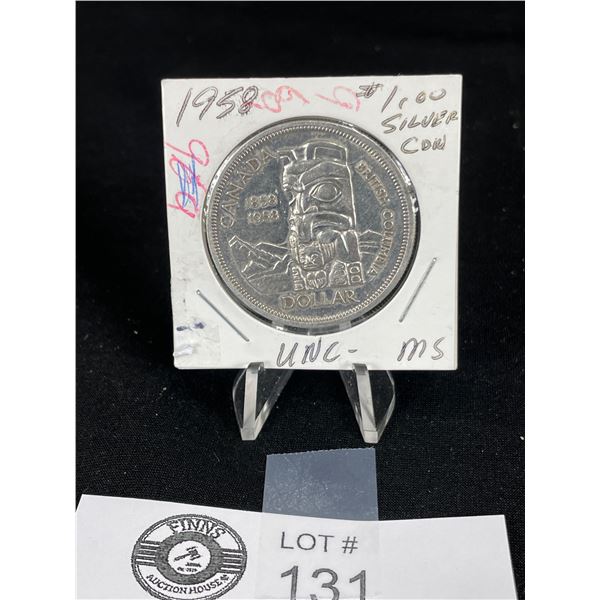 1958
$1.00
SILVER
COIN
CANADA
BRITISH COLUMBIA
1858
1958
DOLLAR
UNC- MS
FINNS
AUCTION HOUSE
LOT #
131